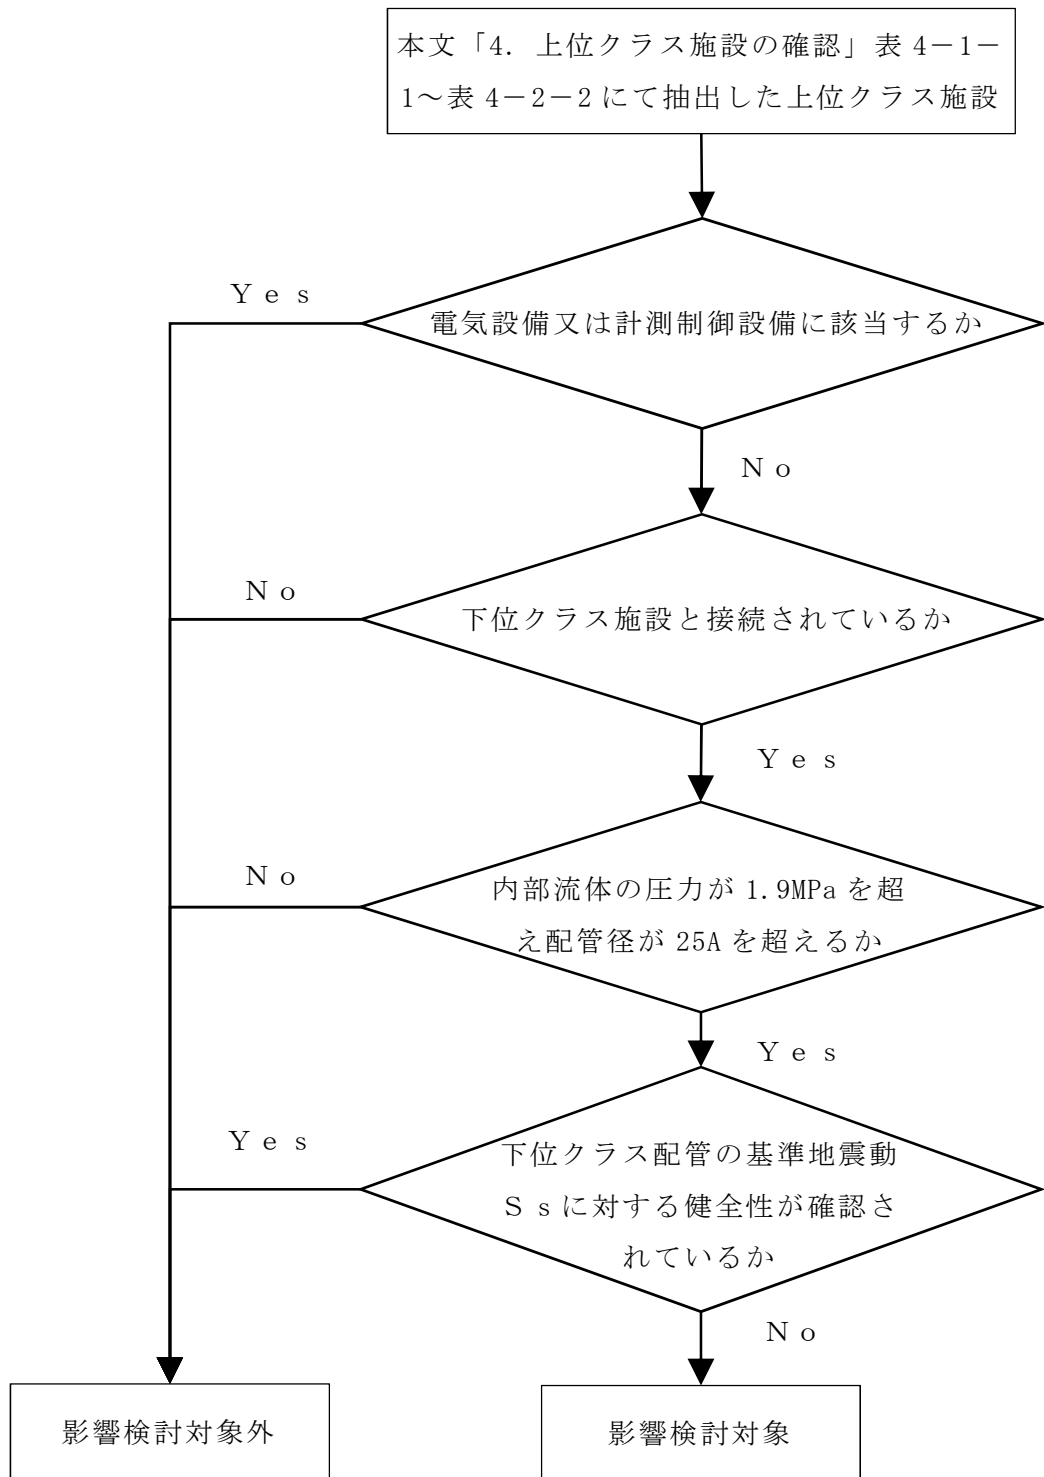 本文「4. 上位クラス施設の確認」表 4-1-
1~表 4-2-2 にて抽出した上位クラス施設
Yes
電気設備又は計測制御設備に該当するか
No
No
下位クラス施設と接続されているか
Yes
No
内部流体の圧力が 1.9MPa を超
え配管径が 25A を超えるか
Yes
Yes
下位クラス配管の基準地震動
Ssに対する健全性が確認さ
れているか
No
影響検討対象外
影響検討対象